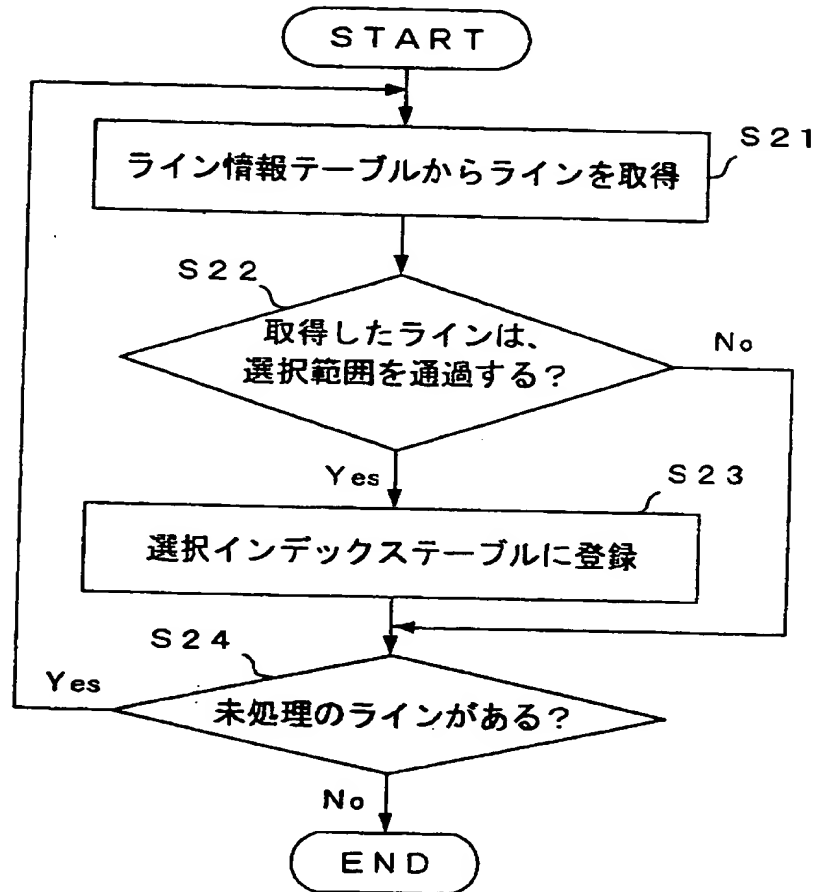 ＳＴＡＲＴ
Ｓ２１
ライン情報テーブルからラインを取得
Ｓ２２
取得したラインは、
選択範囲を通過する？
No
Yes
Ｓ２３
選択インデックステーブルに登録
Ｓ２４
Yes
未処理のラインがある？
No
ＥＮＤ